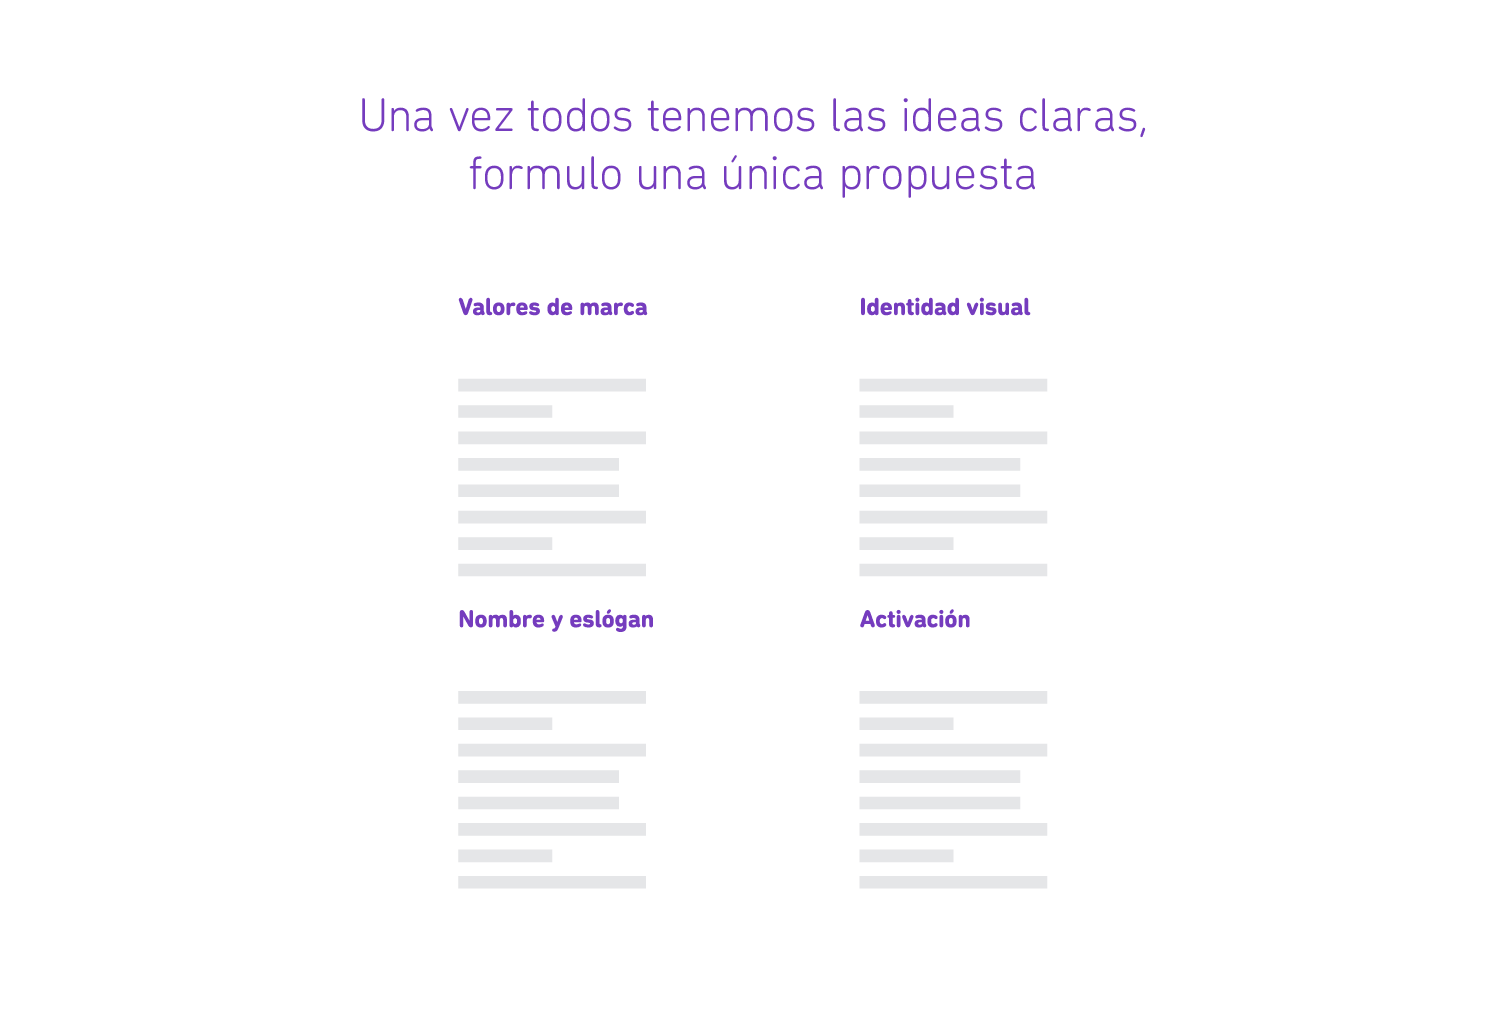 Una vez todos tenemos las ideas claras,
formulo una única propuesta
Valores de marca
Identidad visual
Nombre y eslógan
Activación